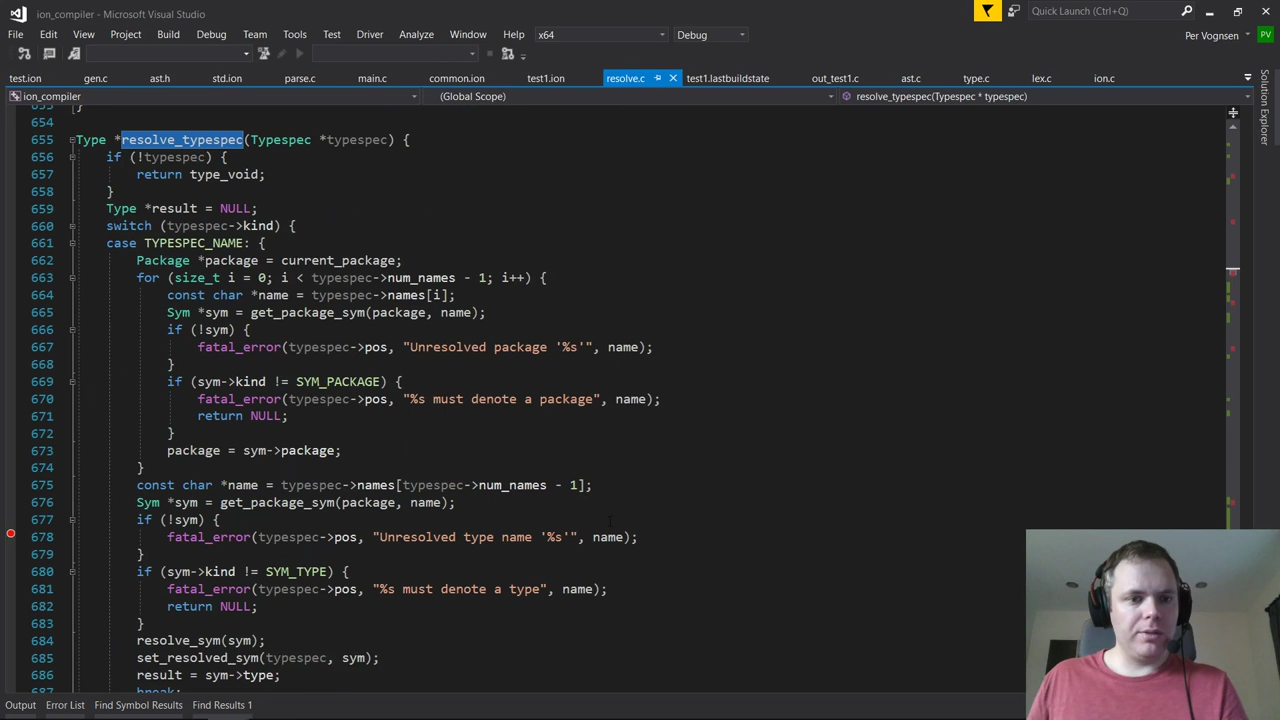 ion_compiler - Microsoft Visual Studio
Quick Launch (Ctrl+Q)
File Edit View Project Build Debug Team Tools Test Driver Analyze Window Help x64 Debug
Per Vognsen PV
test.ion gen.c ast.h std.ion parse.c main.c common.ion test1.ion resolve.c test1.lastbuildstate out_test1.c ast.c type.c lex.c ion.c
Solution Explorer
ion_compiler (Global Scope) resolve_typespec(Typespec * typespec)
653 }
654
655 Type *resolve_typespec(Typespec *typespec) {
656 if (!typespec) {
657 return type_void;
658 }
659 Type *result = NULL;
660 switch (typespec->kind) {
661 case TYPESPEC_NAME: {
662 Package *package = current_package;
663 for (size_t i = 0; i < typespec->num_names - 1; i++) {
664 const char *name = typespec->names[i];
665 Sym *sym = get_package_sym(package, name);
666 if (!sym) {
667 fatal_error(typespec->pos, "Unresolved package '%s'", name);
668 }
669 if (sym->kind != SYM_PACKAGE) {
670 fatal_error(typespec->pos, "%s must denote a package", name);
671 return NULL;
672 }
673 package = sym->package;
674 }
675 const char *name = typespec->names[typespec->num_names - 1];
676 Sym *sym = get_package_sym(package, name);
677 if (!sym) {
678 fatal_error(typespec->pos, "Unresolved type name '%s'", name);
679 }
680 if (sym->kind != SYM_TYPE) {
681 fatal_error(typespec->pos, "%s must denote a type", name);
682 return NULL;
683 }
684 resolve_sym(sym);
685 set_resolved_sym(typespec, sym);
686 result = sym->type;
687 break;
Output Error List Find Symbol Results Find Results 1